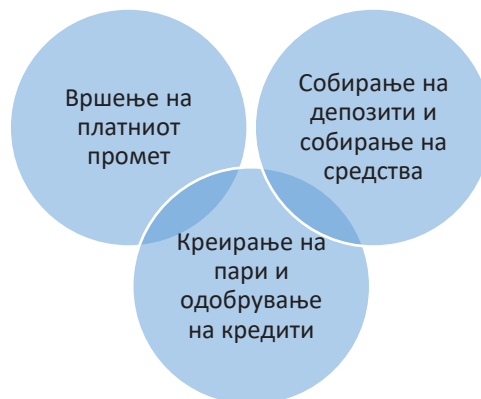 Вршење на
платниот
промет
Собирање на
депозити и
собирање на
средства
Креирање на
пари и
одобрување
на кредити